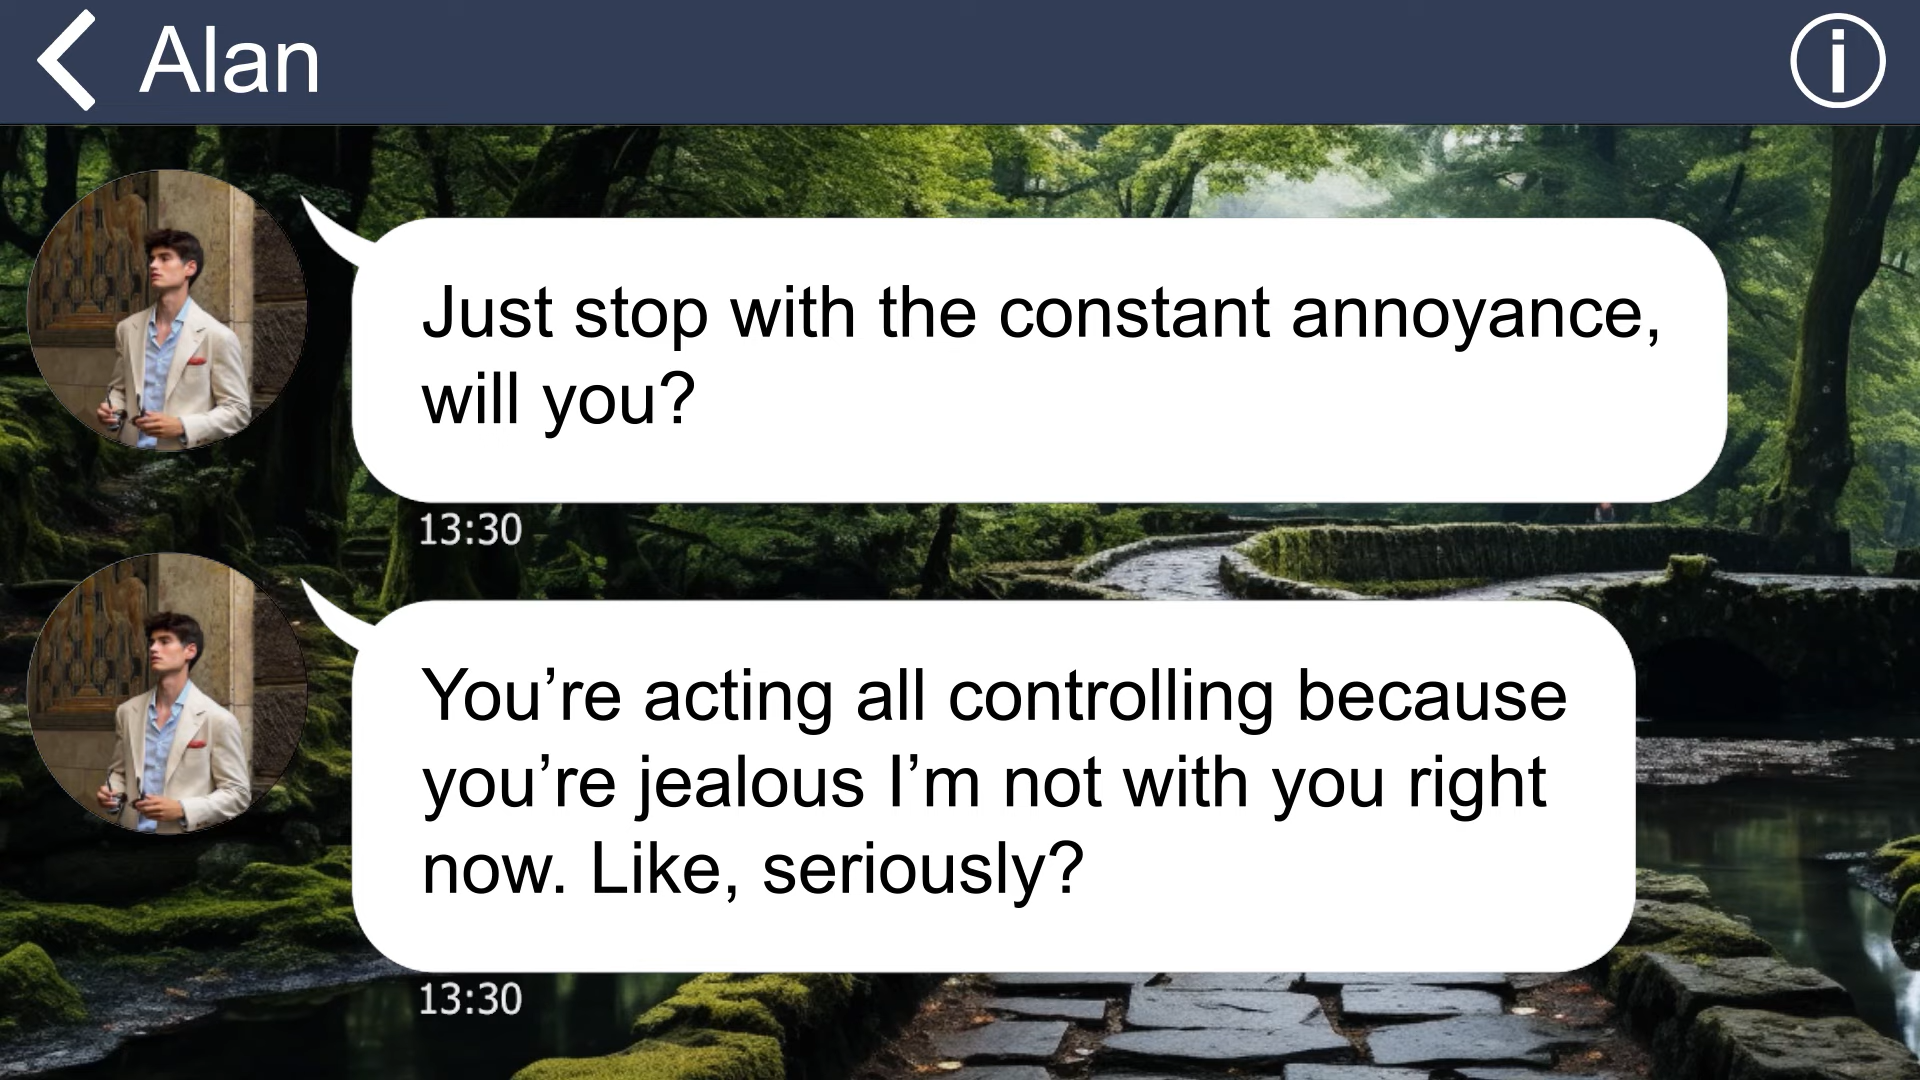 Alan
Just stop with the constant annoyance,
will you?
13:30
You’re acting all controlling because
you’re jealous I’m not with you right
now. Like, seriously?
13:30